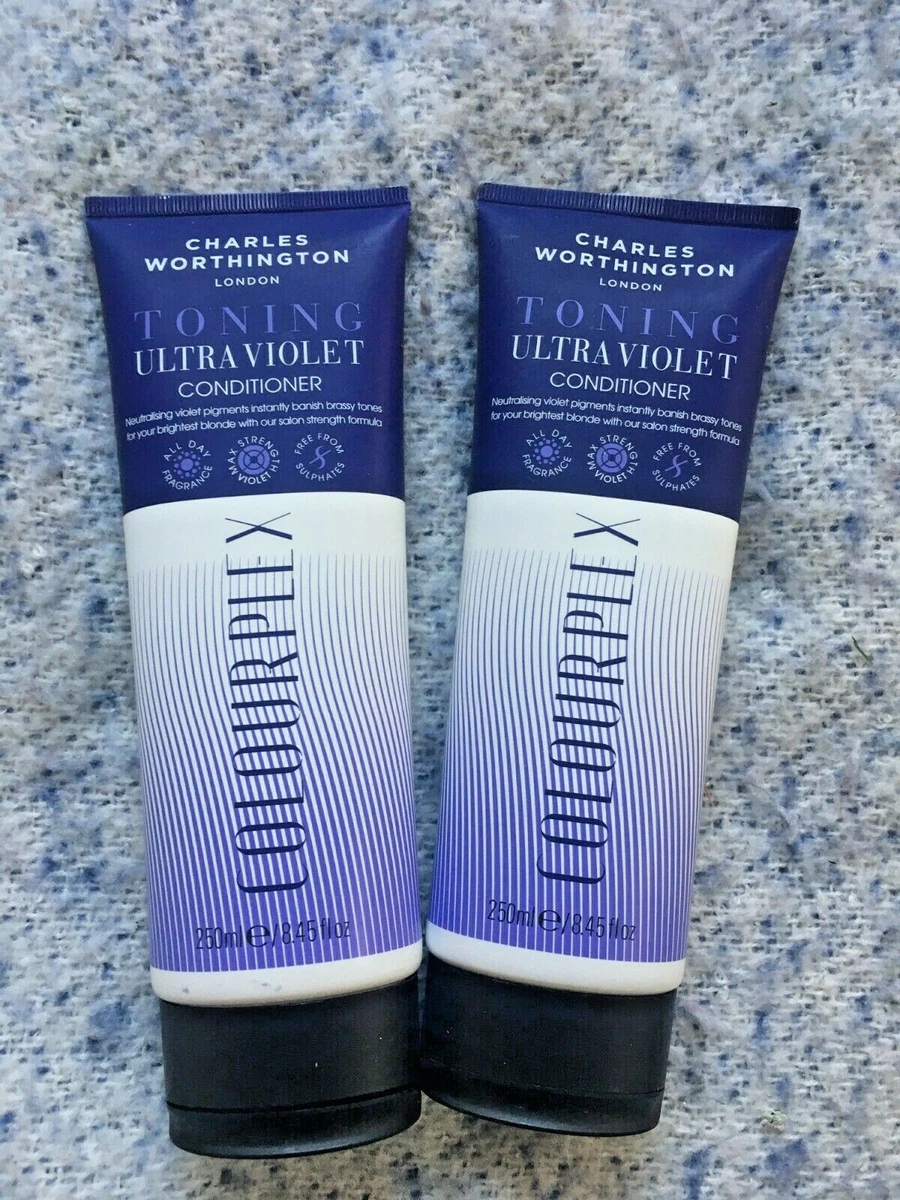 CHARLES
WORTHINGTON
LONDON
TONING
ULTRA VIOLET
CONDITIONER
Neutralising violet pigments instantly banish brassy tones
for your brightest blonde with our salon strength formula
ALL DAY FRAGRANCE
MAX STRENGTH VIOLET
FREE FROM SULPHATES
COLOURPLEX
250ml e / 8.45 fl oz
CHARLES
WORTHINGTON
LONDON
TONING
ULTRA VIOLET
CONDITIONER
Neutralising violet pigments instantly banish brassy tones
for your brightest blonde with our salon strength formula
ALL DAY FRAGRANCE
MAX STRENGTH VIOLET
FREE FROM SULPHATES
COLOURPLEX
250ml e / 8.45 fl oz